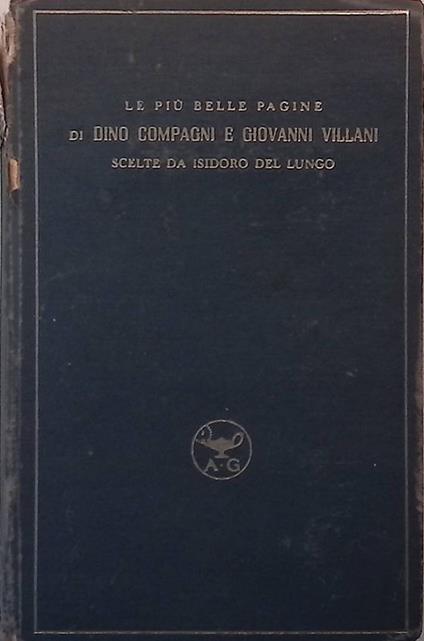 LE PIÙ BELLE PAGINE
DI DINO COMPAGNI E GIOVANNI VILLANI
SCELTE DA ISIDORO DEL LUNGO
A·G